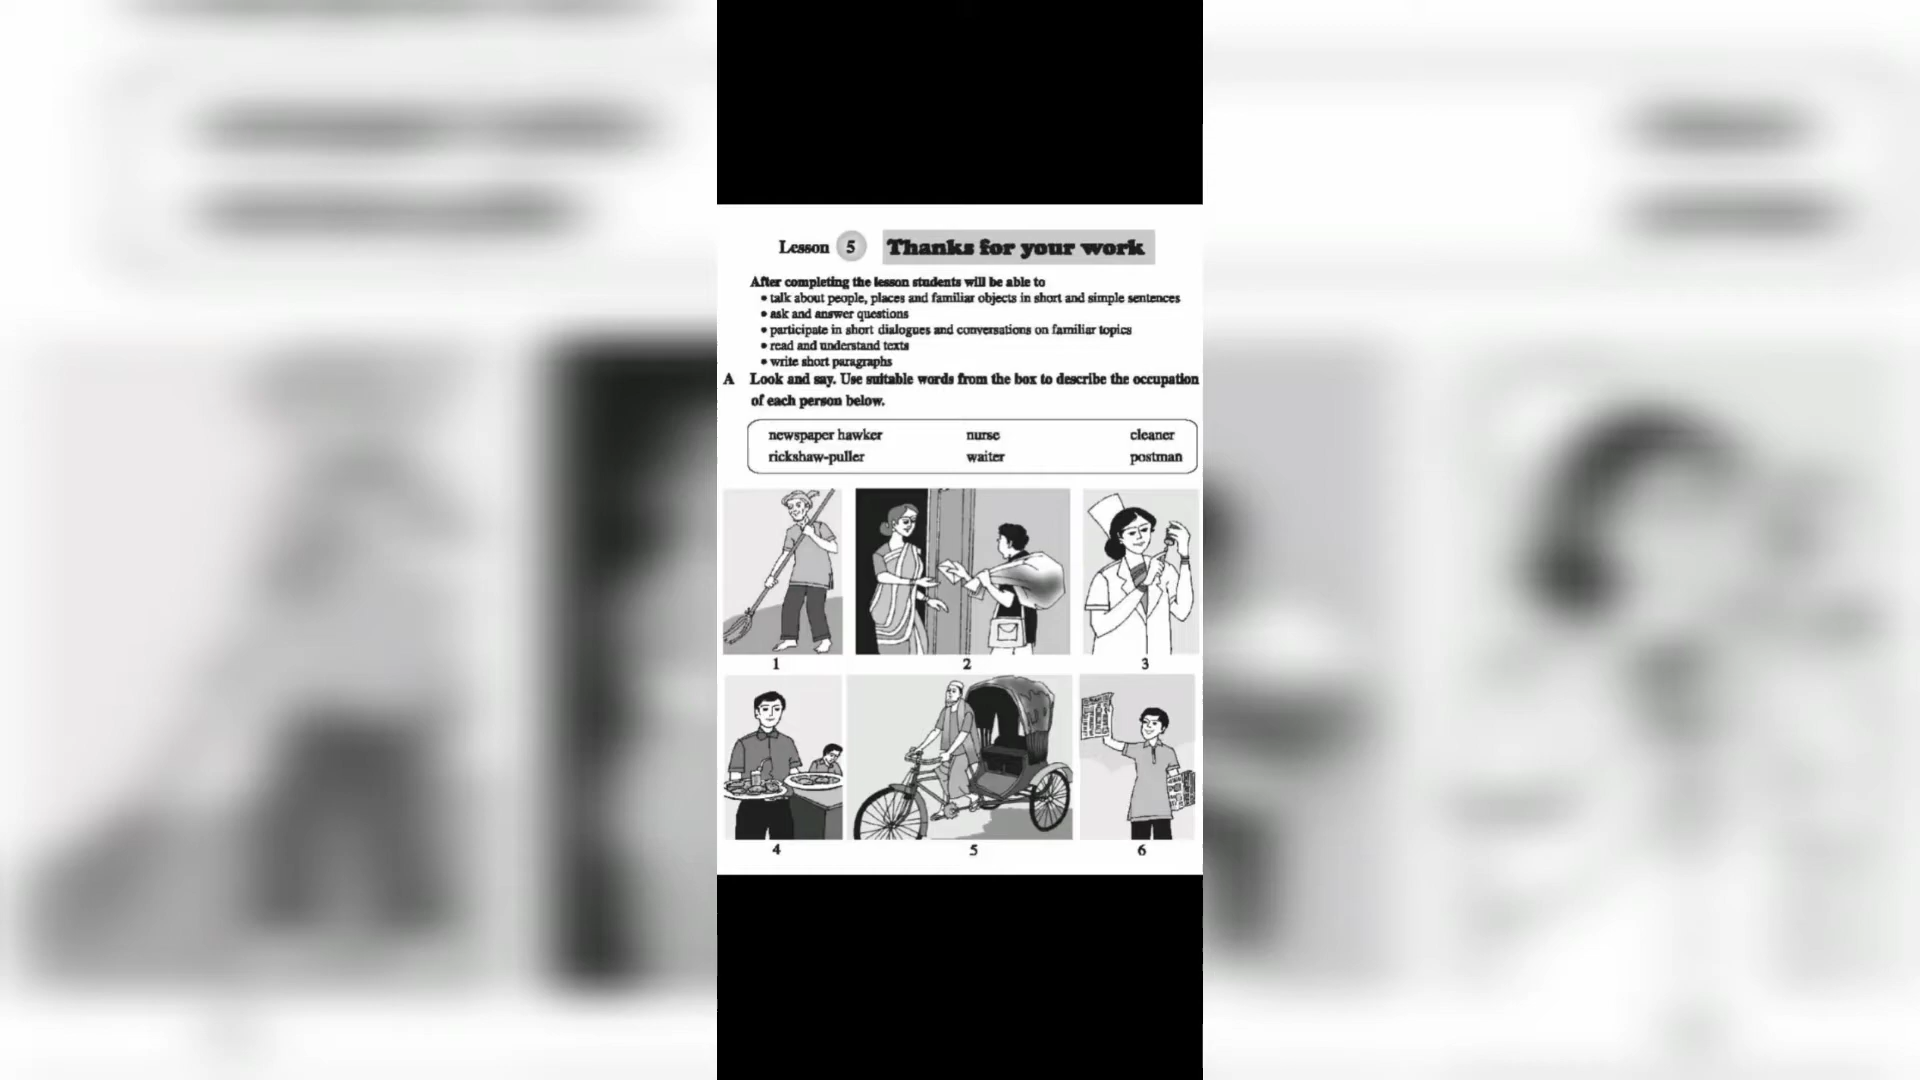 Lesson 5 Thanks for your work
After completing the lesson students will be able to
• talk about people, places and familiar objects in short and simple sentences
• ask and answer questions
• participate in short dialogues and conversations on familiar topics
• read and understand texts
• write short paragraphs
A Look and say. Use suitable words from the box to describe the occupation
of each person below.
newspaper hawker nurse cleaner
rickshaw-puller waiter postman
1 2 3
4 5 6